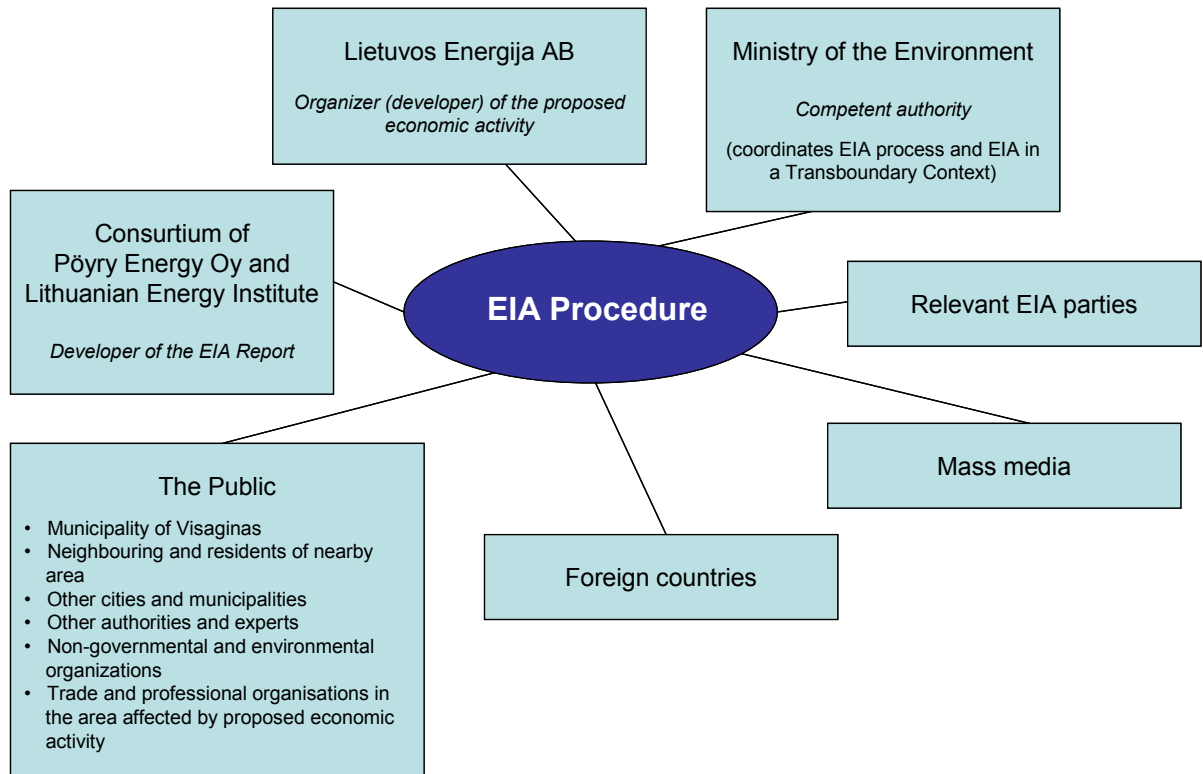 Lietuvos Energija AB
Organizer (developer) of the proposed
economic activity
Ministry of the Environment
Competent authority
(coordinates EIA process and EIA in
a Transboundary Context)
Consurtium of
Pöyry Energy Oy and
Lithuanian Energy Institute
Developer of the EIA Report
EIA Procedure
Relevant EIA parties
Mass media
Foreign countries
The Public
• Municipality of Visaginas
• Neighbouring and residents of nearby
area
• Other cities and municipalities
• Other authorities and experts
• Non-governmental and environmental
organizations
• Trade and professional organisations in
the area affected by proposed economic
activity